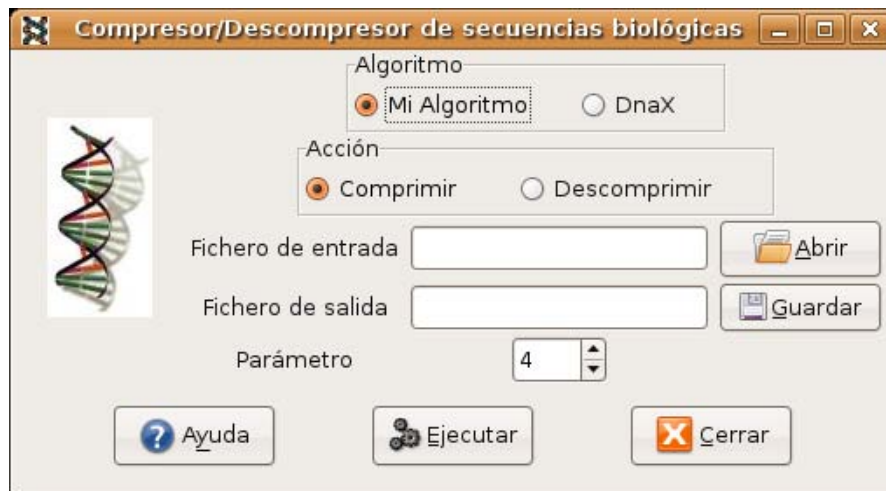 Compresor/Descompresor de secuencias biológicas
Algoritmo
Mi Algoritmo DnaX
Acción
Comprimir Descomprimir
Fichero de entrada Abrir
Fichero de salida Guardar
Parámetro 4
Ayuda Ejecutar Cerrar